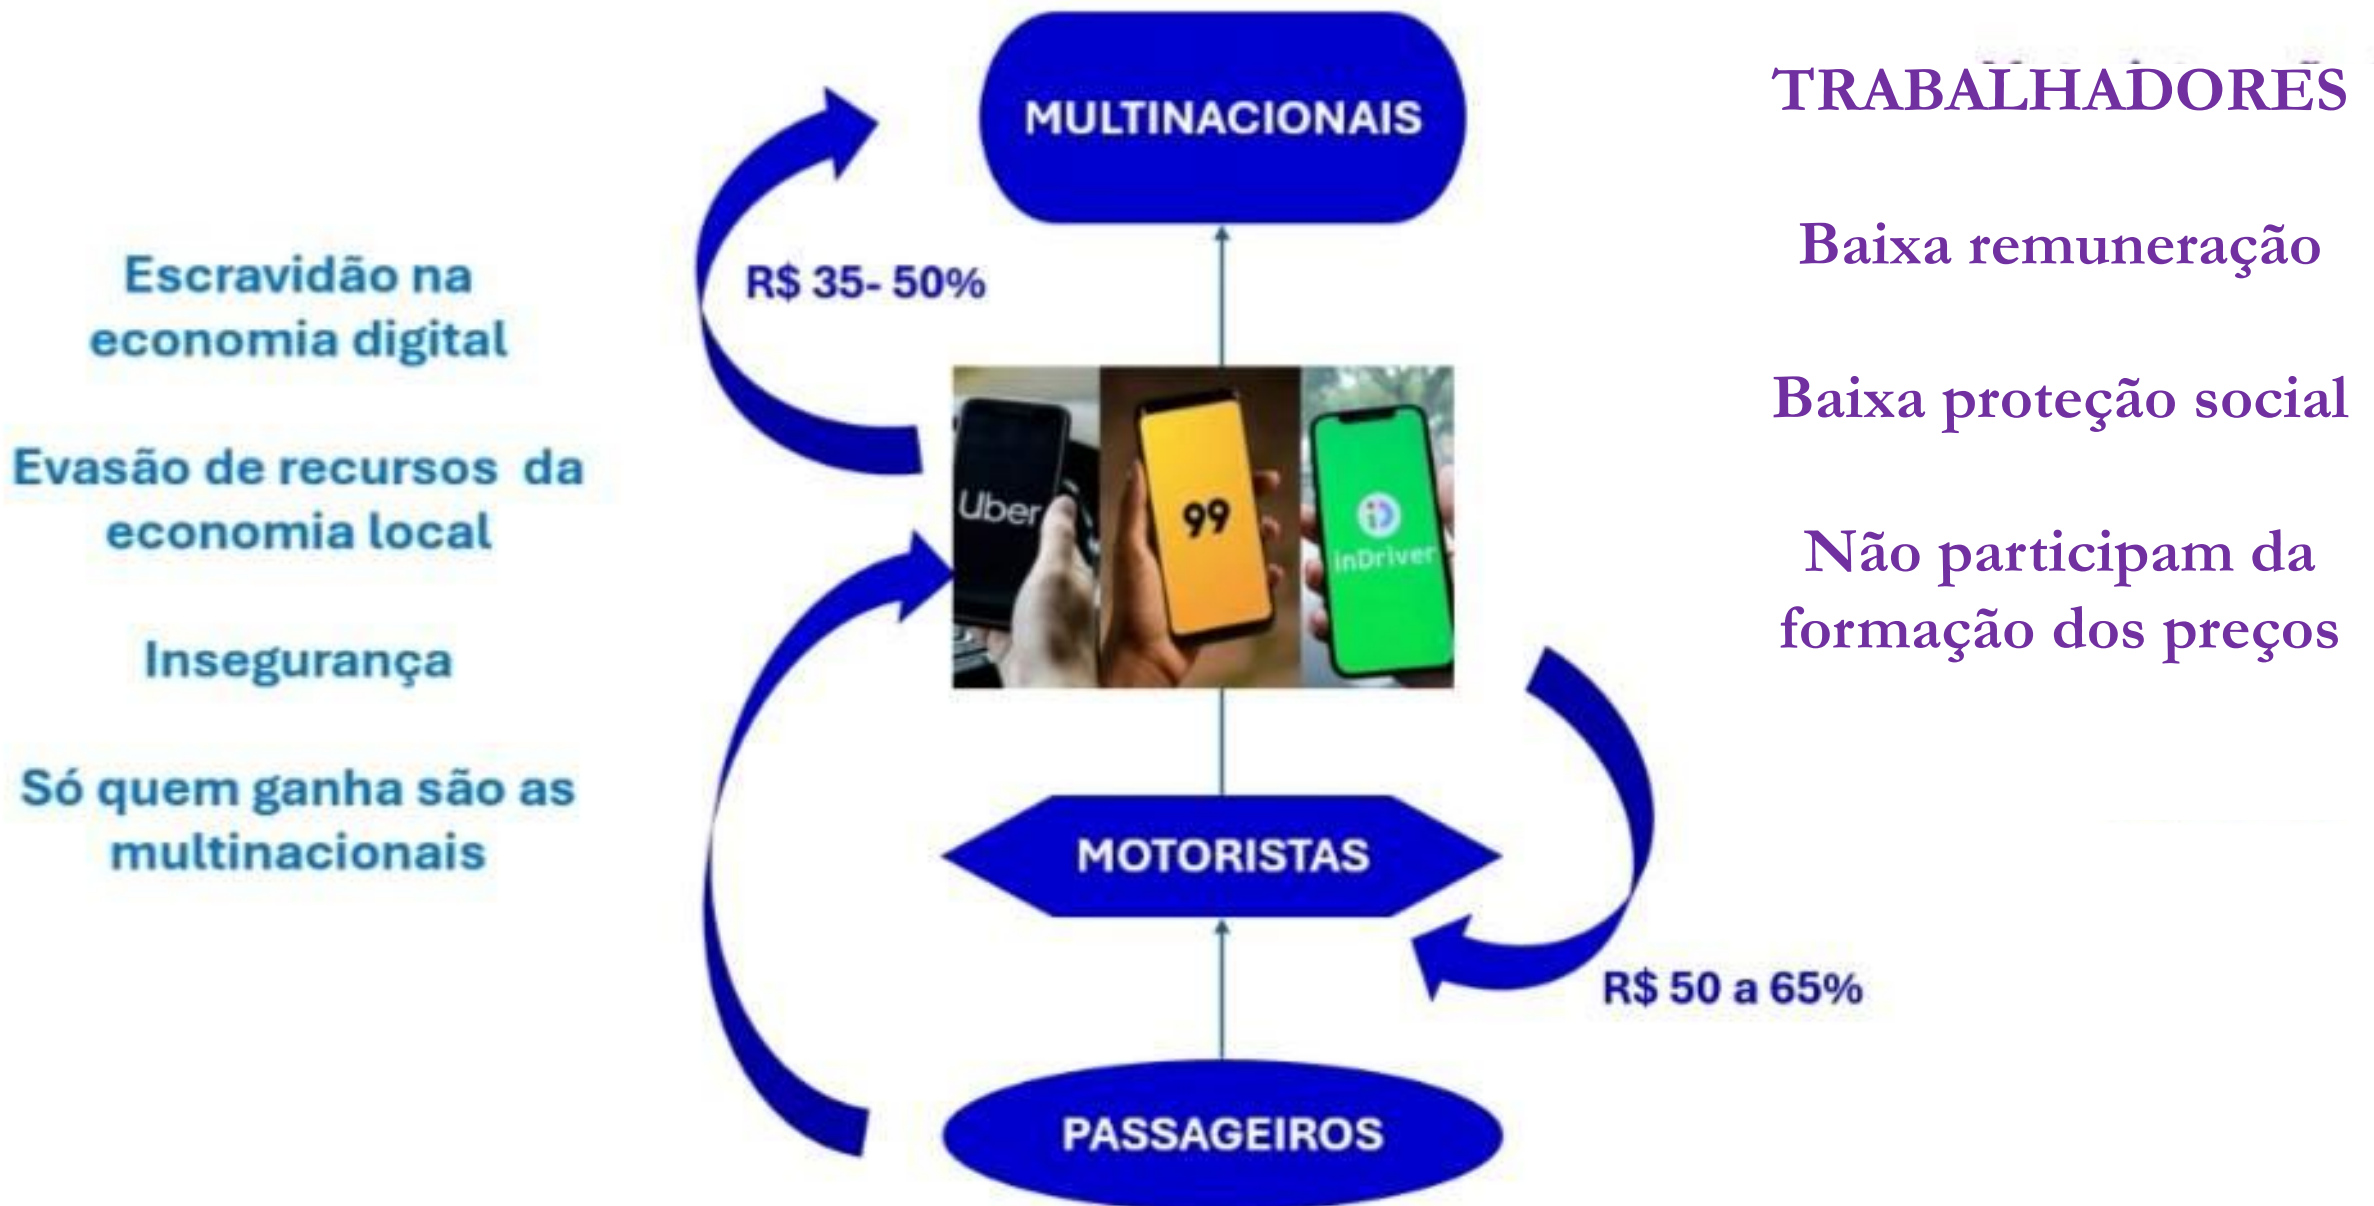 MULTINACIONAIS
R$ 35- 50%
Uber
99
inDriver
MOTORISTAS
R$ 50 a 65%
PASSAGEIROS
Escravidão na
economia digital
Evasão de recursos da
economia local
Insegurança
Só quem ganha são as
multinacionais
TRABALHADORES
Baixa remuneração
Baixa proteção social
Não participam da
formação dos preços